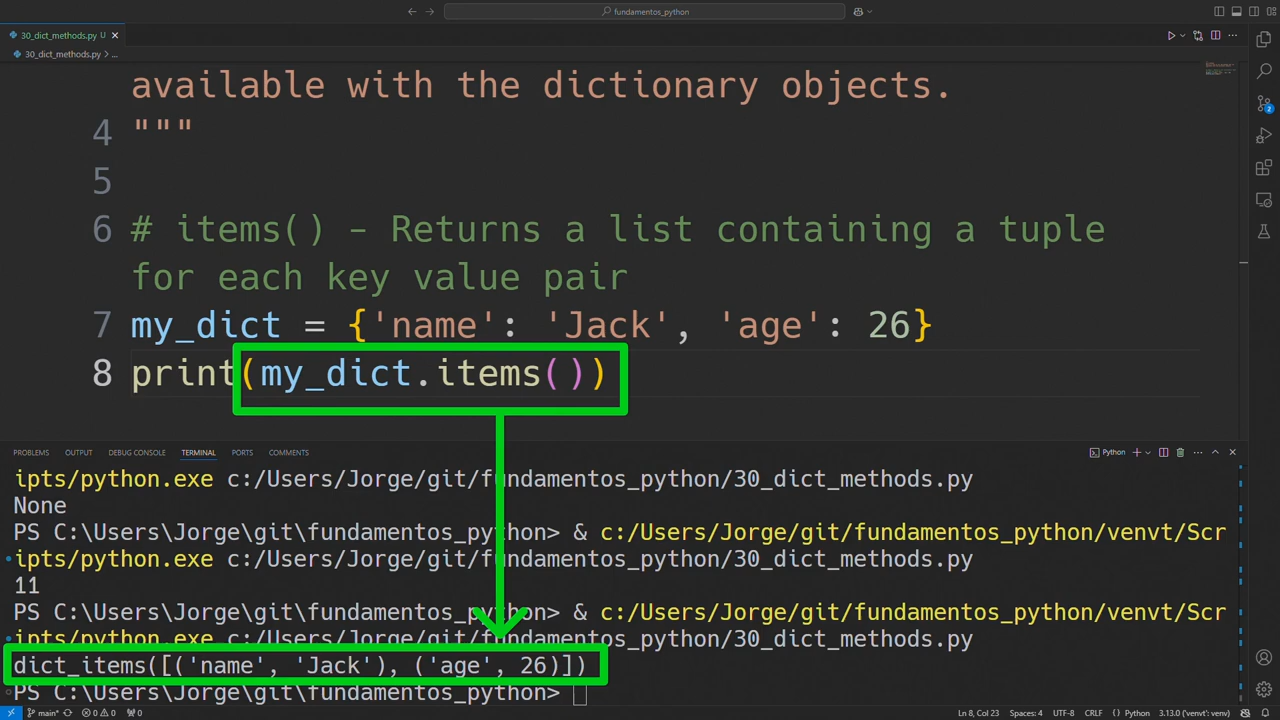 fundamentos_python
30_dict_methods.py U
30_dict_methods.py > ...
available with the dictionary objects.
4 """
5
6 # items() - Returns a list containing a tuple
for each key value pair
7 my_dict = {'name': 'Jack', 'age': 26}
8 print(my_dict.items())
PROBLEMS OUTPUT DEBUG CONSOLE TERMINAL PORTS COMMENTS
Python
ipts/python.exe c:/Users/Jorge/git/fundamentos_python/30_dict_methods.py
None
PS C:\Users\Jorge\git\fundamentos_python> & c:/Users/Jorge/git/fundamentos_python/venvt/Scr
ipts/python.exe c:/Users/Jorge/git/fundamentos_python/30_dict_methods.py
11
PS C:\Users\Jorge\git\fundamentos_python> & c:/Users/Jorge/git/fundamentos_python/venvt/Scr
ipts/python.exe c:/Users/Jorge/git/fundamentos_python/30_dict_methods.py
dict_items([('name', 'Jack'), ('age', 26)])
PS C:\Users\Jorge\git\fundamentos_python>
main* 0 0 0 Ln 8, Col 23 Spaces: 4 UTF-8 CRLF {} Python 3.13.0 ('venvt': venv)
2